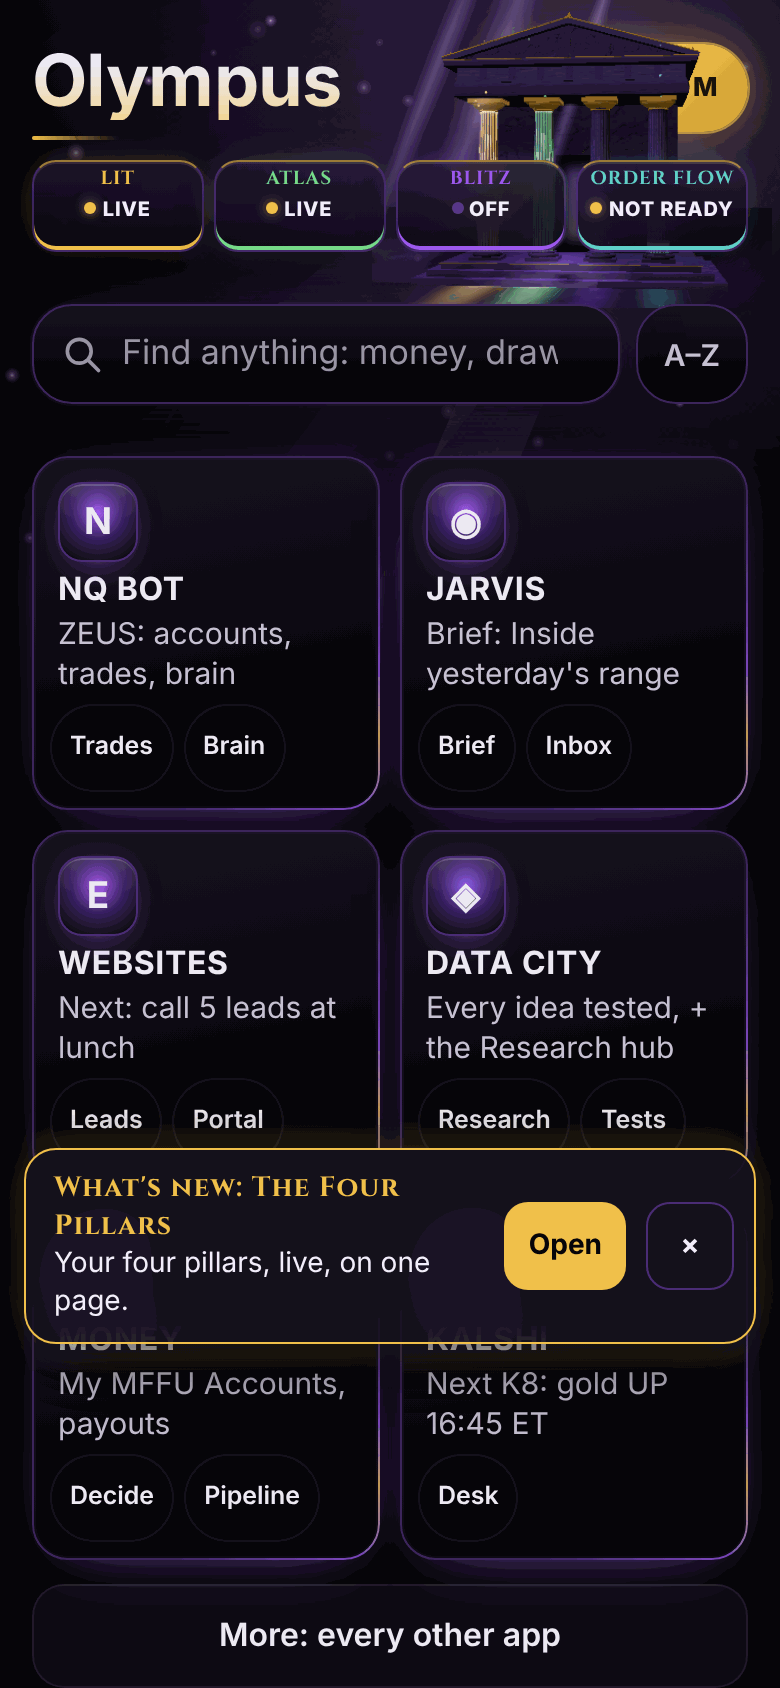 Olympus
M
LIT
LIVE
ATLAS
LIVE
BLITZ
OFF
ORDER FLOW
NOT READY
Find anything: money, draw
A–Z
N
NQ BOT
ZEUS: accounts,
trades, brain
Trades
Brain
JARVIS
Brief: Inside
yesterday's range
Brief
Inbox
E
WEBSITES
Next: call 5 leads at
lunch
Leads
Portal
DATA CITY
Every idea tested, +
the Research hub
Research
Tests
What's new: The Four
Pillars
Your four pillars, live, on one
page.
Open
×
MONEY
My MFFU Accounts,
payouts
Decide
Pipeline
KALSHI
Next K8: gold UP
16:45 ET
Desk
More: every other app